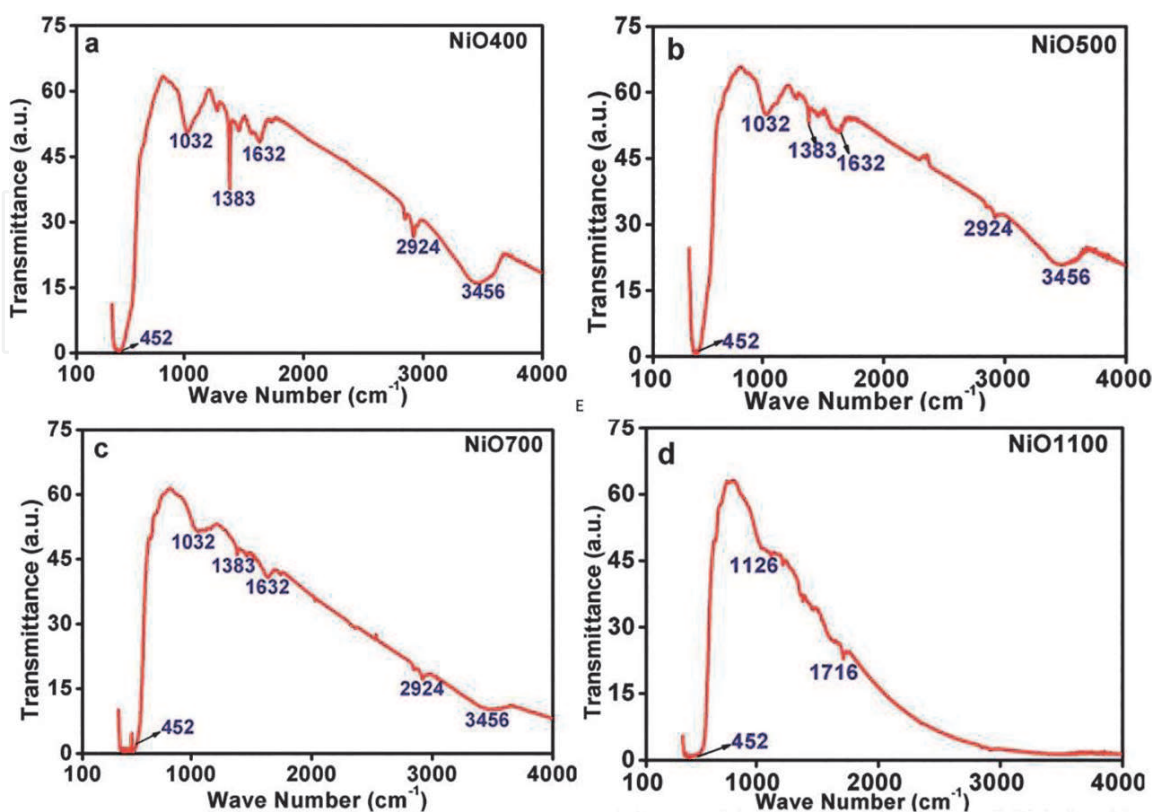 a NiO400
75
60
45
30
15
0
Transmittance (a.u.)
1032
1383
1632
2924
3456
452
100 1000 2000 3000 4000
Wave Number (cm⁻¹)
b NiO500
75
60
45
30
15
0
Transmittance (a.u.)
1032
1383
1632
2924
3456
452
100 1000 2000 3000 4000
Wave Number (cm⁻¹)
E
c NiO700
75
60
45
30
15
0
Transmittance (a.u.)
1032
1383
1632
2924
3456
452
100 1000 2000 3000 4000
Wave Number (cm⁻¹)
d NiO1100
75
60
45
30
15
0
Transmittance (a.u.)
1126
1716
452
100 1000 2000 3000 4000
Wave Number (cm⁻¹)